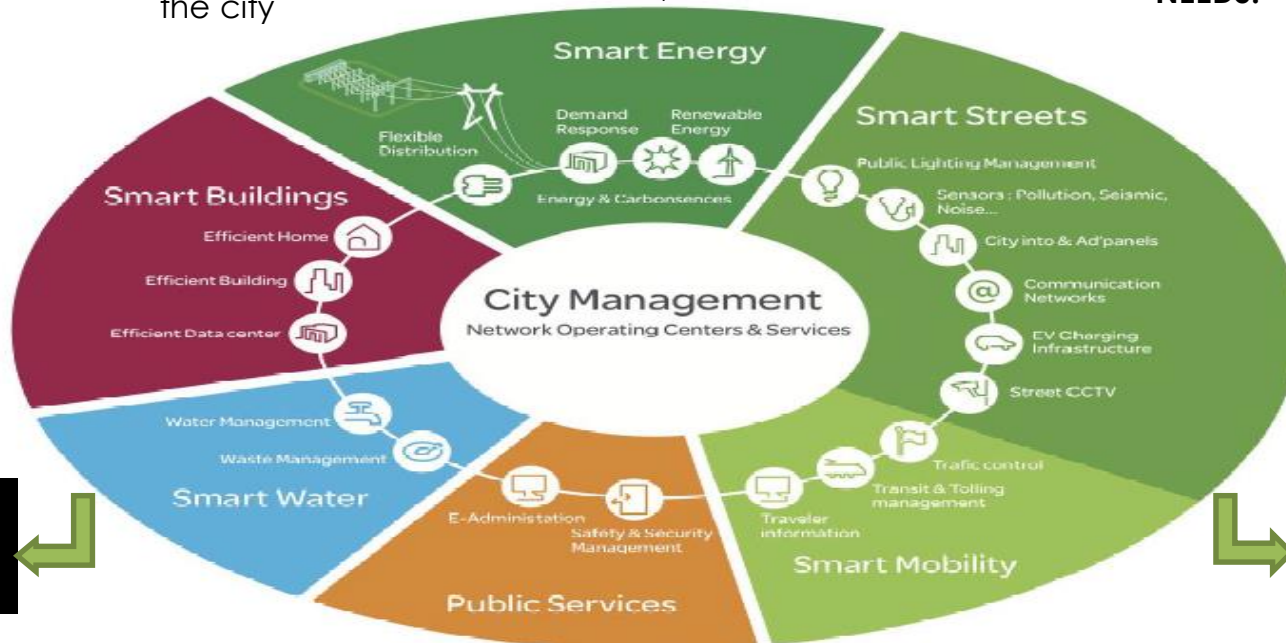 the city
NEEDS.
Smart Energy
Demand
Response
Renewable
Energy
Flexible
Distribution
Energy & Carbonsences
Smart Streets
Public Lighting Management
Sensors : Pollution, Seismic,
Noise...
City into & Ad'panels
Communication
Networks
EV Charging
Infrastructure
Street CCTV
Smart Buildings
Efficient Home
Efficient Building
Efficient Data center
City Management
Network Operating Centers & Services
Water Management
Waste Management
Smart Water
E-Administation
Safety & Security
Management
Public Services
Trafic control
Transit & Tolling
management
Traveler
information
Smart Mobility